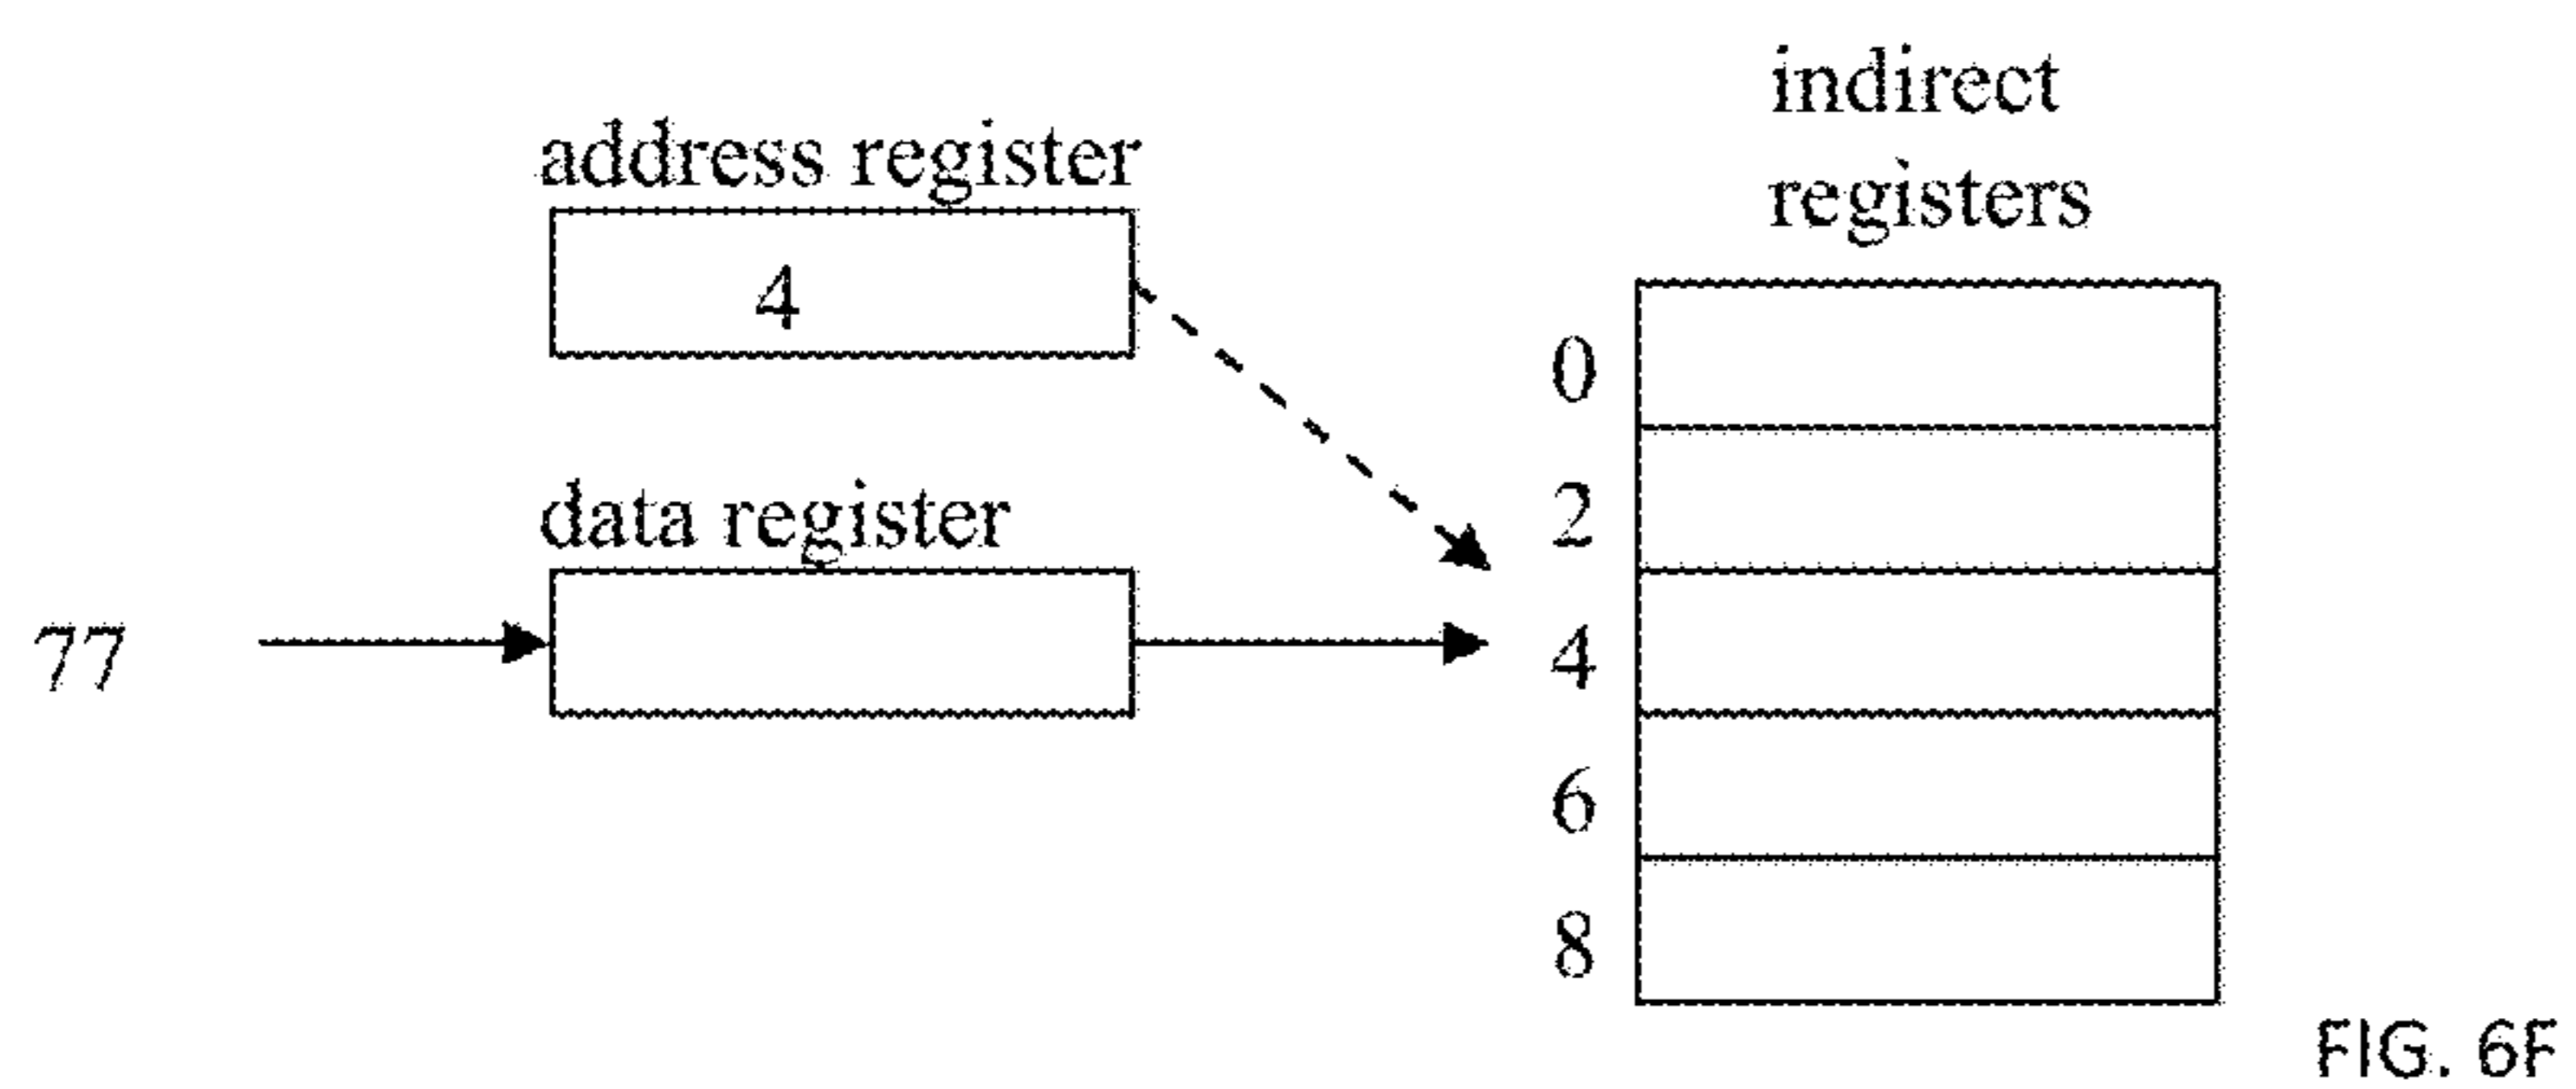 indirect
registers
address register
4
data register
77
0
2
4
6
8
FIG. 6F